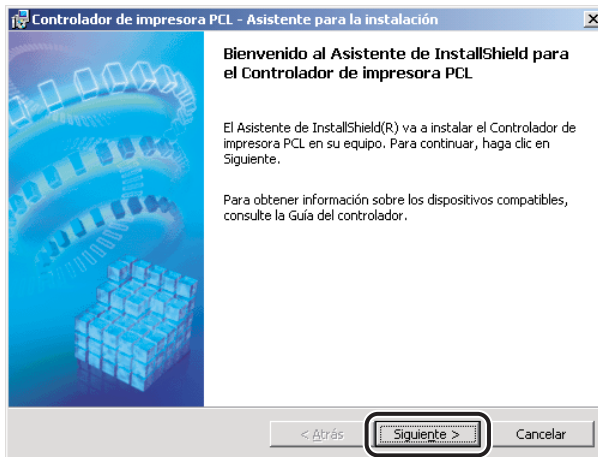 Controlador de impresora PCL - Asistente para la instalación
Bienvenido al Asistente de InstallShield para
el Controlador de impresora PCL
El Asistente de InstallShield(R) va a instalar el Controlador de
impresora PCL en su equipo. Para continuar, haga clic en
Siguiente.
Para obtener información sobre los dispositivos compatibles,
consulte la Guía del controlador.
< Atrás
Siguiente >
Cancelar